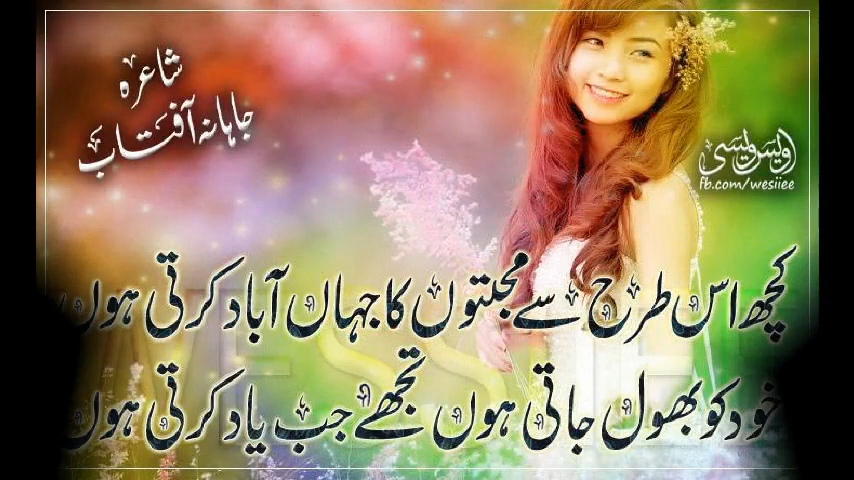 شاعرہ
جاہانہ آفتاب
اویس ویسی
fb.com/wesiiee
کچھ اس طرح سے محبتوں کا جہاں آباد کرتی ہوں
خود کو بھول جاتی ہوں تجھے جب یاد کرتی ہوں